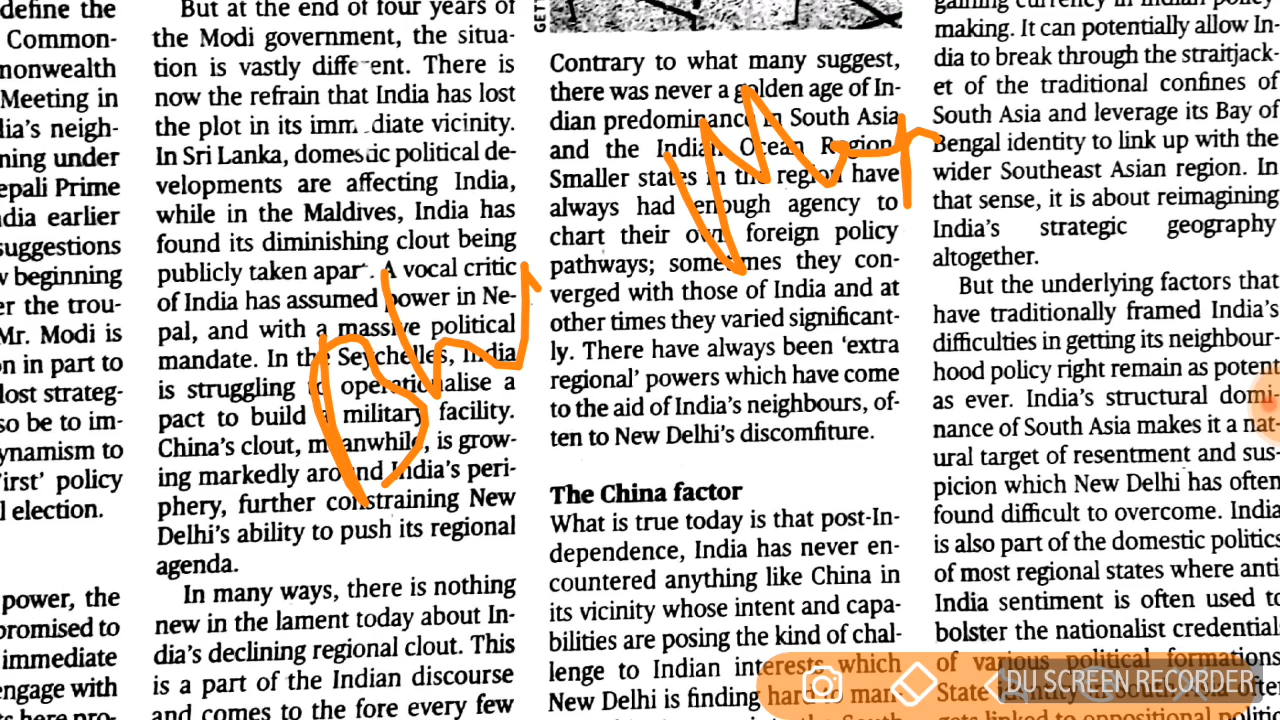 define the
Common-
monwealth
Meeting in
dia's neigh-
ning under
epali Prime
ndia earlier
suggestions
w beginning
er the trou-
Mr. Modi is
on in part to
lost strateg-
so be to im-
ynamism to
first' policy
l election.
power, the
promised to
immediate
engage with
But at the end of four years of
the Modi government, the situa-
tion is vastly different. There is
now the refrain that India has lost
the plot in its immediate vicinity.
In Sri Lanka, domestic political de-
velopments are affecting India,
while in the Maldives, India has
found its diminishing clout being
publicly taken apart. A vocal critic
of India has assumed power in Ne-
pal, and with a massive political
mandate. In the Seychelles, India
is struggling to operationalise a
pact to build a military facility.
China's clout, meanwhile, is grow-
ing markedly around India's peri-
phery, further constraining New
Delhi's ability to push its regional
agenda.
In many ways, there is nothing
new in the lament today about In-
dia's declining regional clout. This
is a part of the Indian discourse
and comes to the fore every few
GETT
Contrary to what many suggest,
there was never a golden age of In-
dian predominance in South Asia
and the Indian Ocean Region.
Smaller states in the region have
always had enough agency to
chart their own foreign policy
pathways; sometimes they con-
verged with those of India and at
other times they varied significant-
ly. There have always been 'extra
regional' powers which have come
to the aid of India's neighbours, of-
ten to New Delhi's discomfiture.
The China factor
What is true today is that post-In-
dependence, India has never en-
countered anything like China in
its vicinity whose intent and capa-
bilities are posing the kind of chal-
lenge to Indian interests which
New Delhi is finding hard to man-
gaining currency in Indian policy
making. It can potentially allow In-
dia to break through the straitjack-
et of the traditional confines of
South Asia and leverage its Bay of
Bengal identity to link up with the
wider Southeast Asian region. In
that sense, it is about reimagining
India's strategic geography
altogether.
But the underlying factors that
have traditionally framed India's
difficulties in getting its neighbour-
hood policy right remain as potent
as ever. India's structural domi-
nance of South Asia makes it a nat-
ural target of resentment and sus-
picion which New Delhi has often
found difficult to overcome. India
is also part of the domestic politics
of most regional states where anti-
India sentiment is often used to
bolster the nationalist credential
of various political formations
State
DU SCREEN RECORDER